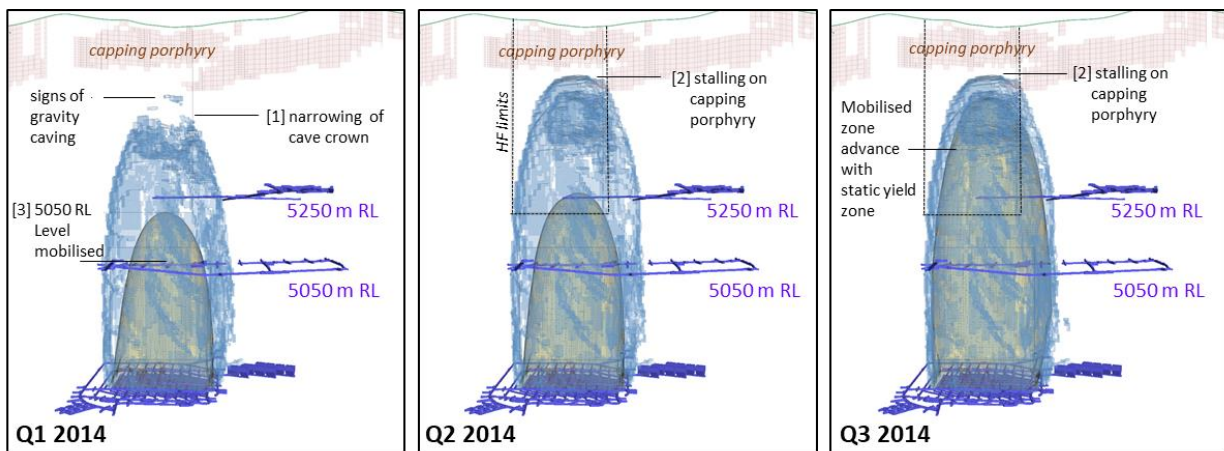 capping porphyry
signs of
gravity
caving
[1] narrowing of
cave crown
[3] 5050 RL
Level
mobilised
5250 m RL
5050 m RL
Q1 2014
capping porphyry
[2] stalling on
capping
porphyry
HF limits
5250 m RL
5050 m RL
Q2 2014
capping porphyry
[2] stalling on
capping
porphyry
Mobilised
zone
advance
with
static yield
zone
5250 m RL
5050 m RL
Q3 2014